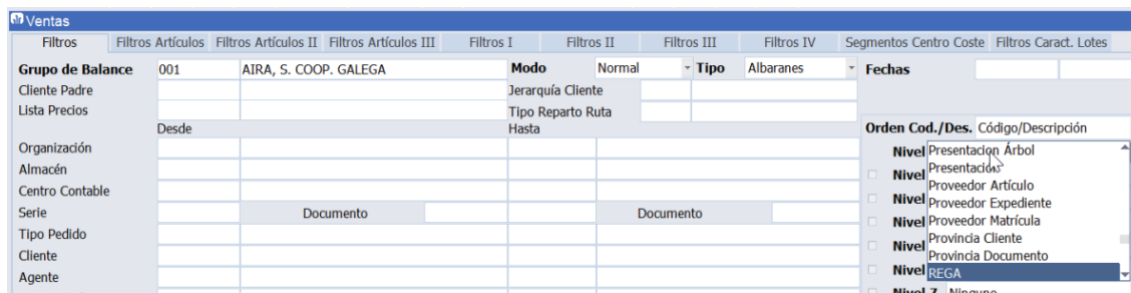 Ventas
Filtros Filtros Artículos Filtros Artículos II Filtros Artículos III Filtros I Filtros II Filtros III Filtros IV Segmentos Centro Coste Filtros Caract. Lotes
Grupo de Balance 001 AIRA, S. COOP. GALEGA Modo Normal Tipo Albaranes Fechas
Cliente Padre Jerarquía Cliente
Lista Precios Tipo Reparto Ruta
Desde Hasta Orden Cod./Des. Código/Descripción
Organización Nivel Presentacion Árbol
Almacén Nivel Presentación
Proveedor Artículo
Centro Contable Nivel Proveedor Expediente
Serie Documento Documento Nivel Proveedor Matrícula
Tipo Pedido Nivel Provincia Cliente
Cliente Provincia Documento
Agente Nivel REGA
Nivel 7 Ninguno